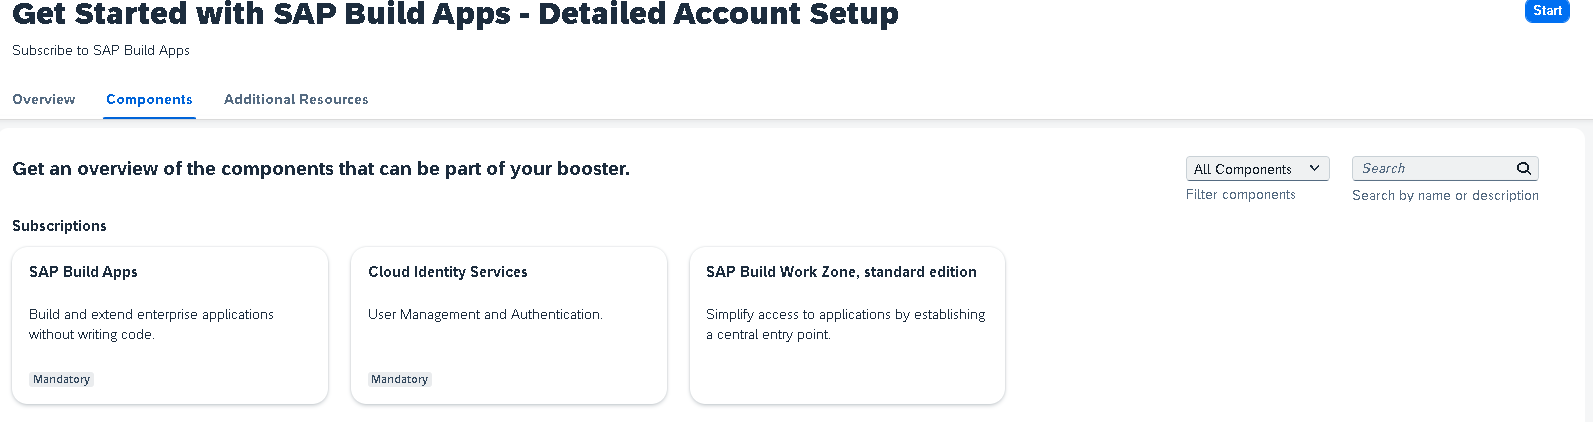 Get Started with SAP Build Apps - Detailed Account Setup
Start
Subscribe to SAP Build Apps
Overview
Components
Additional Resources
Get an overview of the components that can be part of your booster.
All Components
Search
Filter components
Search by name or description
Subscriptions
SAP Build Apps
Build and extend enterprise applications
without writing code.
Mandatory
Cloud Identity Services
User Management and Authentication.
Mandatory
SAP Build Work Zone, standard edition
Simplify access to applications by establishing
a central entry point.